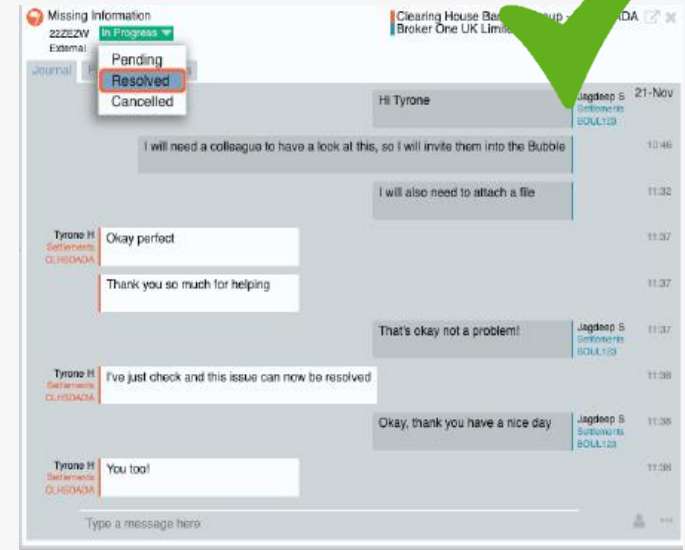 Missing Information
22ZEZW In Progress
External
Clearing House Ba
Broker One UK Limi
Pending
Resolved
Cancelled
Journal
Hi Tyrone
Jagdeep S
Settlements
BOUL123
21-Nov
I will need a colleague to have a look at this, so I will invite them into the Bubble
10:46
I will also need to attach a file
11:32
Tyrone H
Settlements
CLHSDADA
Okay perfect
11:37
Thank you so much for helping
11:37
That's okay not a problem!
Jagdeep S
Settlements
BOUL123
11:37
Tyrone H
Settlements
CLHSDADA
I've just check and this issue can now be resolved
11:38
Okay, thank you have a nice day
Jagdeep S
Settlements
BOUL123
11:38
Tyrone H
Settlements
CLHSDADA
You too!
11:38
Type a message here